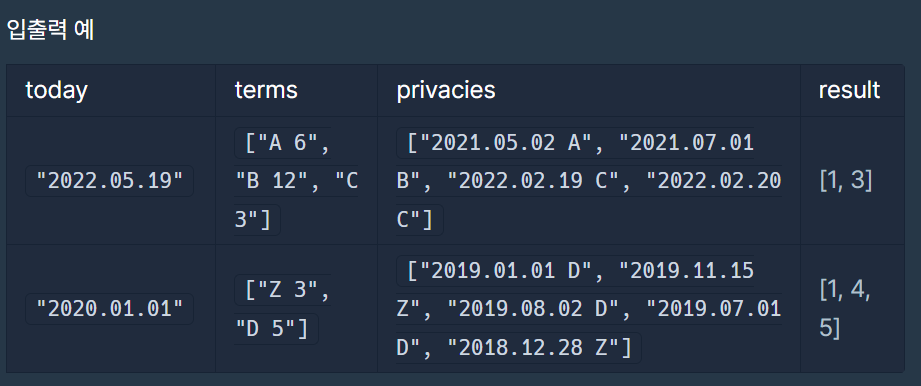 입출력 예
today terms privacies result
"2022.05.19"
["A 6",
"B 12", "C
3"]
["2021.05.02 A", "2021.07.01
B", "2022.02.19 C", "2022.02.20
C"]
[1, 3]
"2020.01.01"
["Z 3",
"D 5"]
["2019.01.01 D", "2019.11.15
Z", "2019.08.02 D", "2019.07.01
D", "2018.12.28 Z"]
[1, 4,
5]